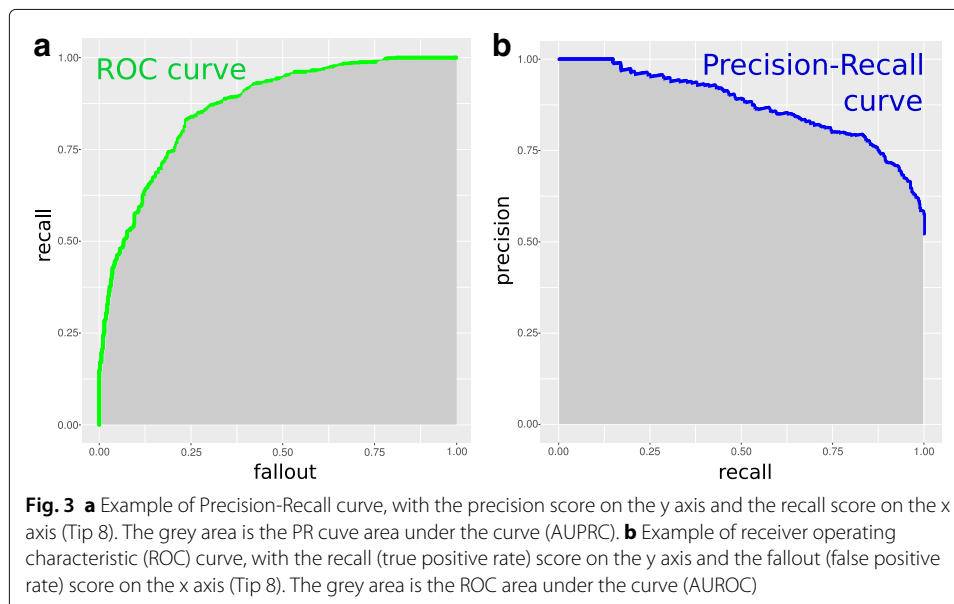 a
ROC curve
1.00
0.75
0.50
0.25
0.00
recall
0.00 0.25 0.50 0.75 1.00
fallout
b
Precision-Recall
curve
1.00
0.75
0.50
0.25
0.00
precision
0.00 0.25 0.50 0.75 1.00
recall
Fig. 3 a Example of Precision-Recall curve, with the precision score on the y axis and the recall score on the x
axis (Tip 8). The grey area is the PR cuve area under the curve (AUPRC). b Example of receiver operating
characteristic (ROC) curve, with the recall (true positive rate) score on the y axis and the fallout (false positive
rate) score on the x axis (Tip 8). The grey area is the ROC area under the curve (AUROC)